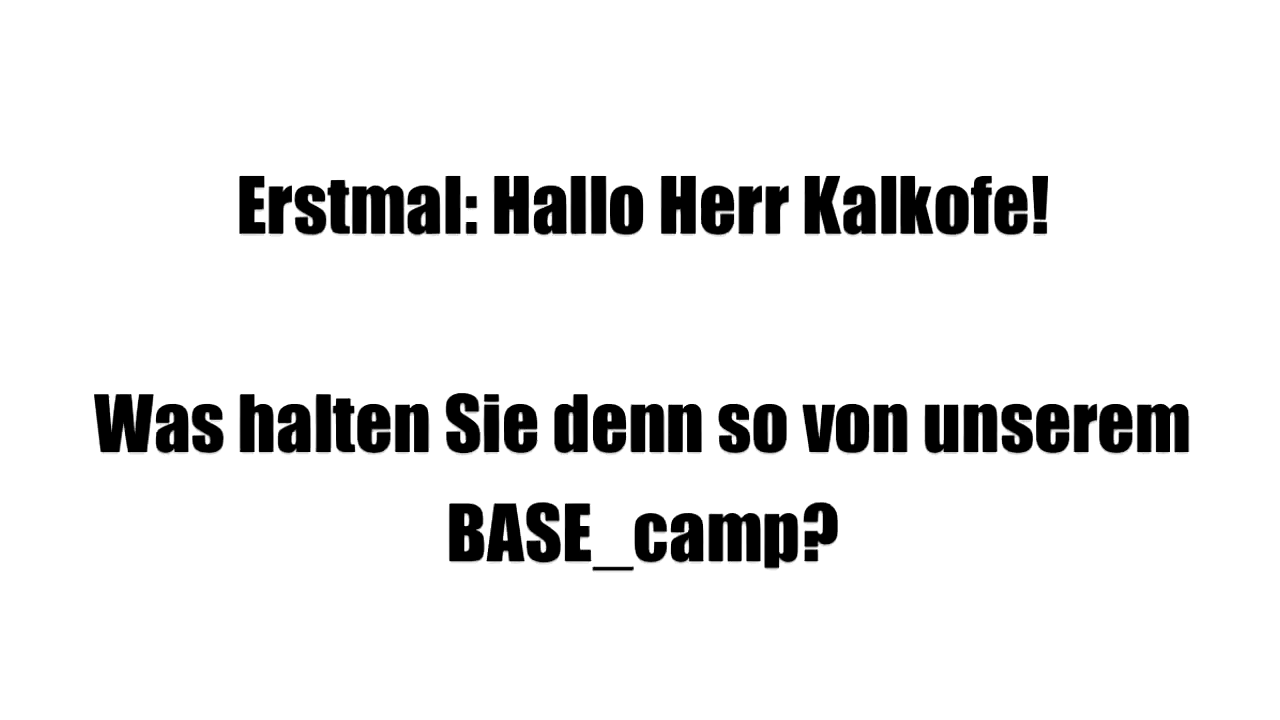 Erstmal: Hallo Herr Kalkofe!
Was halten Sie denn so von unserem
BASE_camp?